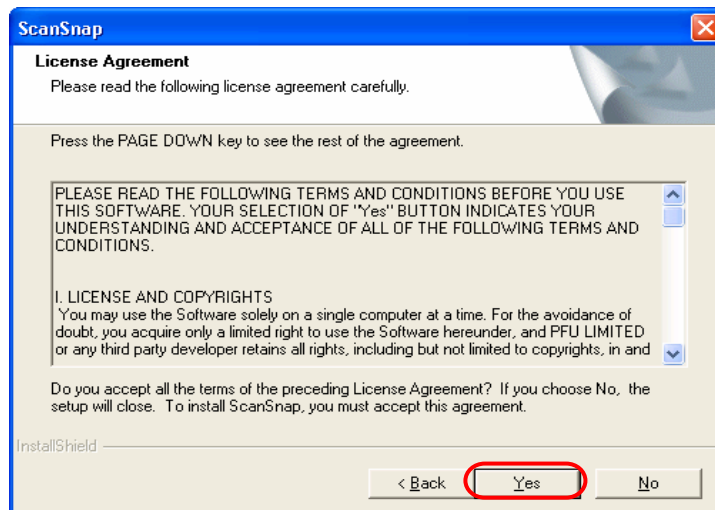 ScanSnap
License Agreement
Please read the following license agreement carefully.
Press the PAGE DOWN key to see the rest of the agreement.
PLEASE READ THE FOLLOWING TERMS AND CONDITIONS BEFORE YOU USE
THIS SOFTWARE. YOUR SELECTION OF "Yes" BUTTON INDICATES YOUR
UNDERSTANDING AND ACCEPTANCE OF ALL OF THE FOLLOWING TERMS AND
CONDITIONS.
I. LICENSE AND COPYRIGHTS
You may use the Software solely on a single computer at a time. For the avoidance of
doubt, you acquire only a limited right to use the Software hereunder, and PFU LIMITED
or any third party developer retains all rights, including but not limited to copyrights, in and
Do you accept all the terms of the preceding License Agreement? If you choose No, the
setup will close. To install ScanSnap, you must accept this agreement.
InstallShield
< Back Yes No